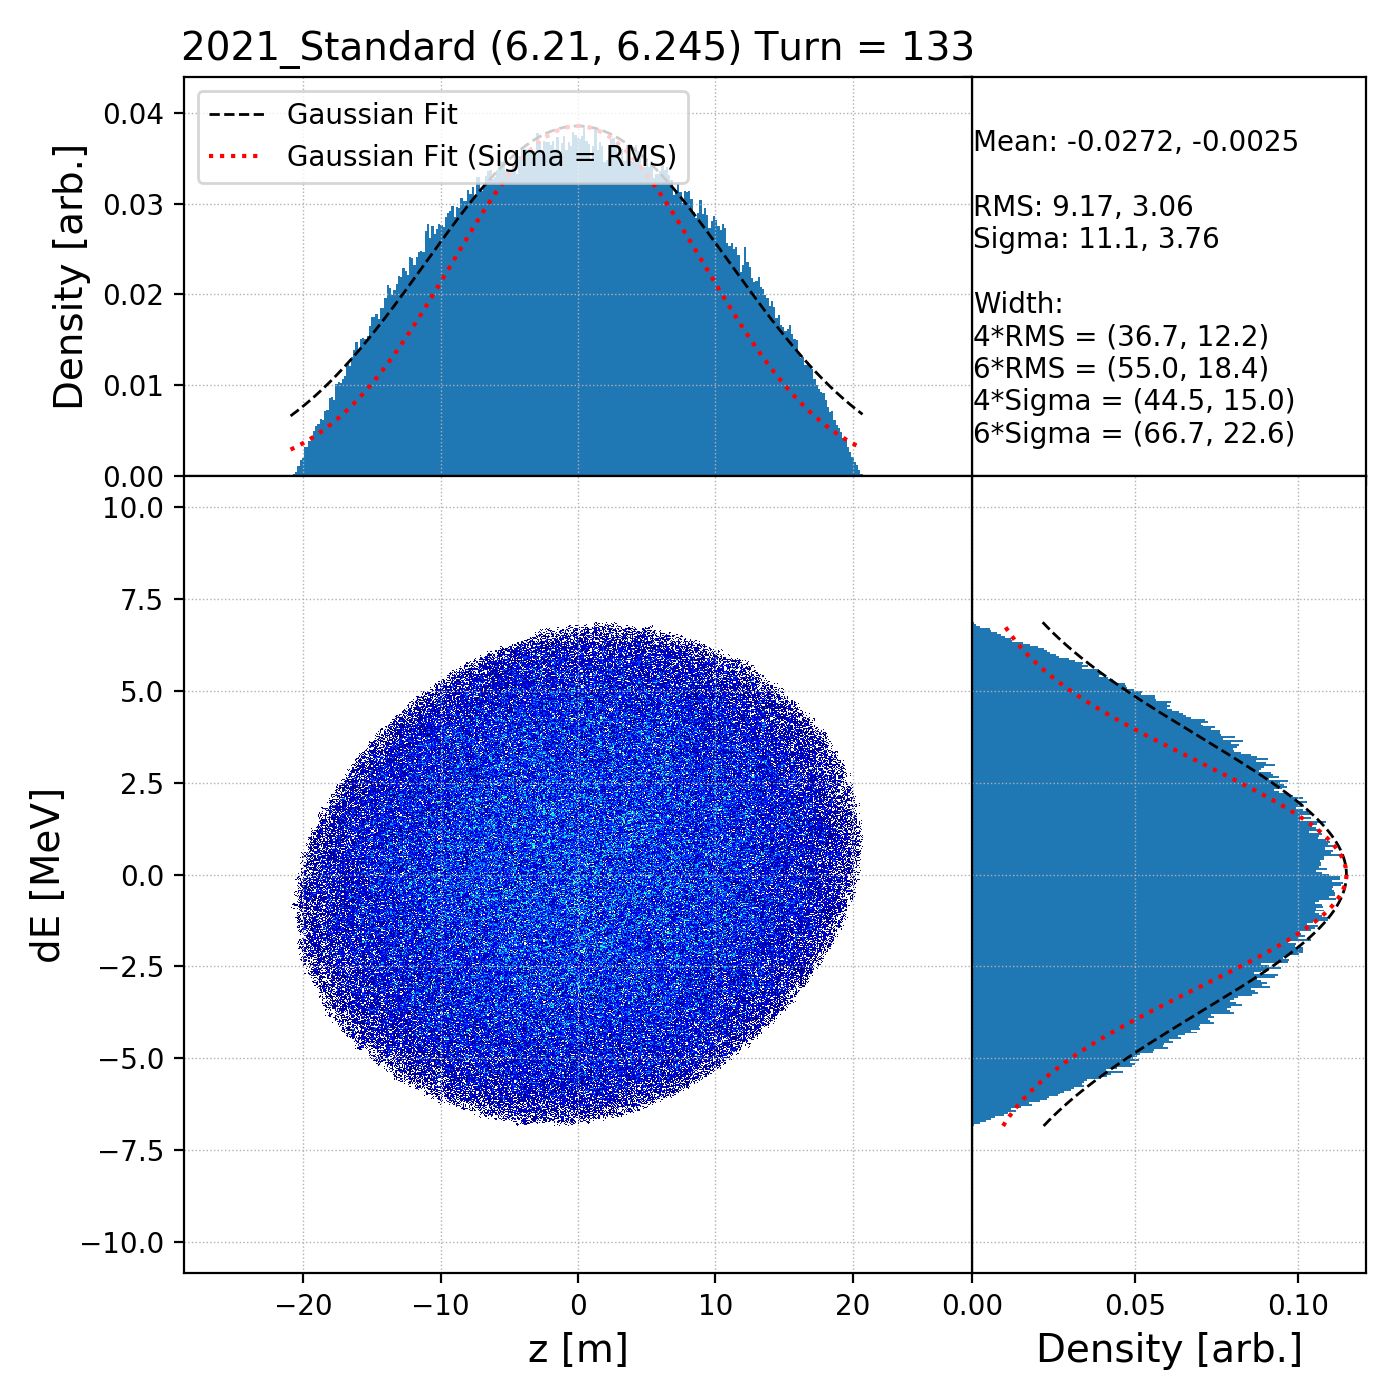 2021_Standard (6.21, 6.245) Turn = 133
Gaussian Fit
Gaussian Fit (Sigma = RMS)
Density [arb.]
0.04
0.03
0.02
0.01
0.00
Mean: -0.0272, -0.0025
RMS: 9.17, 3.06
Sigma: 11.1, 3.76
Width:
4*RMS = (36.7, 12.2)
6*RMS = (55.0, 18.4)
4*Sigma = (44.5, 15.0)
6*Sigma = (66.7, 22.6)
dE [MeV]
10.0
7.5
5.0
2.5
0.0
−2.5
−5.0
−7.5
−10.0
−20 −10 0 10 20
z [m]
0.00 0.05 0.10
Density [arb.]